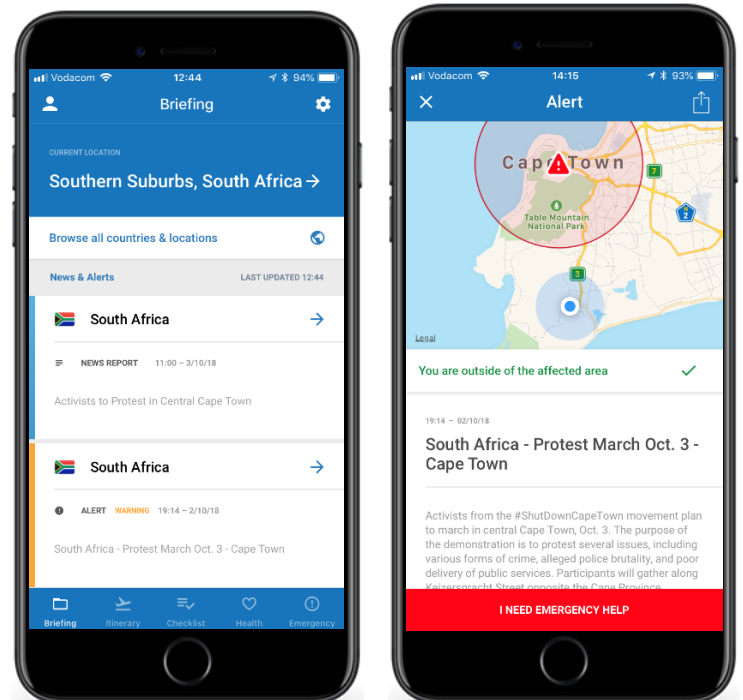 Vodacom 12:44 94%
Briefing
CURRENT LOCATION
Southern Suburbs, South Africa
Browse all countries & locations
News & Alerts LAST UPDATED 12:44
South Africa
NEWS REPORT 11:00 – 3/10/18
Activists to Protest in Central Cape Town
South Africa
ALERT WARNING 19:14 – 2/10/18
South Africa - Protest March Oct. 3 - Cape Town
Briefing Itinerary Checklist Health Emergency
Vodacom 14:15 93%
Alert
Cape Town
7
N
2
Table Mountain
National Park
3
Legal
You are outside of the affected area
19:14 – 02/10/18
South Africa - Protest March Oct. 3 -
Cape Town
Activists from the #ShutDownCapeTown movement plan
to march in central Cape Town, Oct. 3. The purpose of
the demonstration is to protest several issues, including
various forms of crime, alleged police brutality, and poor
delivery of public services. Participants will gather along
Keizersgracht Street opposite the Cape Province
I NEED EMERGENCY HELP